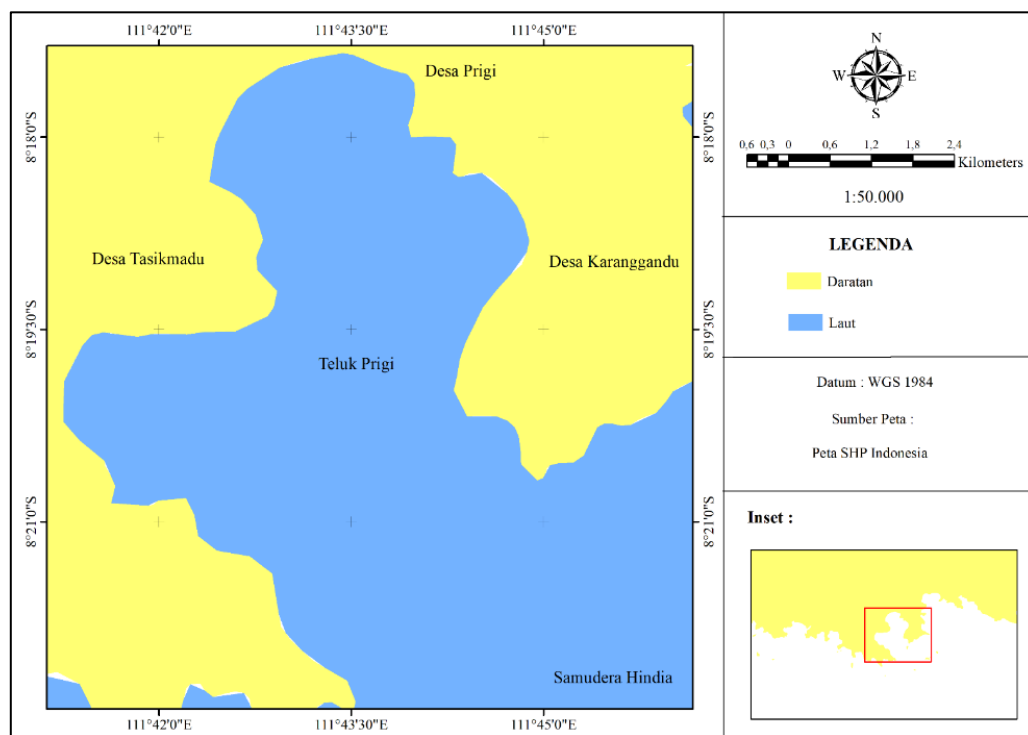 111°42'0"E 111°43'30"E 111°45'0"E
Desa Prigi
8°18'0"S 8°18'0"S
Desa Tasikmadu
Desa Karanggandu
8°19'30"S 8°19'30"S
Teluk Prigi
8°21'0"S 8°21'0"S
Samudera Hindia
111°42'0"E 111°43'30"E 111°45'0"E
N
W E
S
0,6 0,3 0 0,6 1,2 1,8 2,4
Kilometers
1:50.000
LEGENDA
Daratan
Laut
Datum : WGS 1984
Sumber Peta :
Peta SHP Indonesia
Inset :